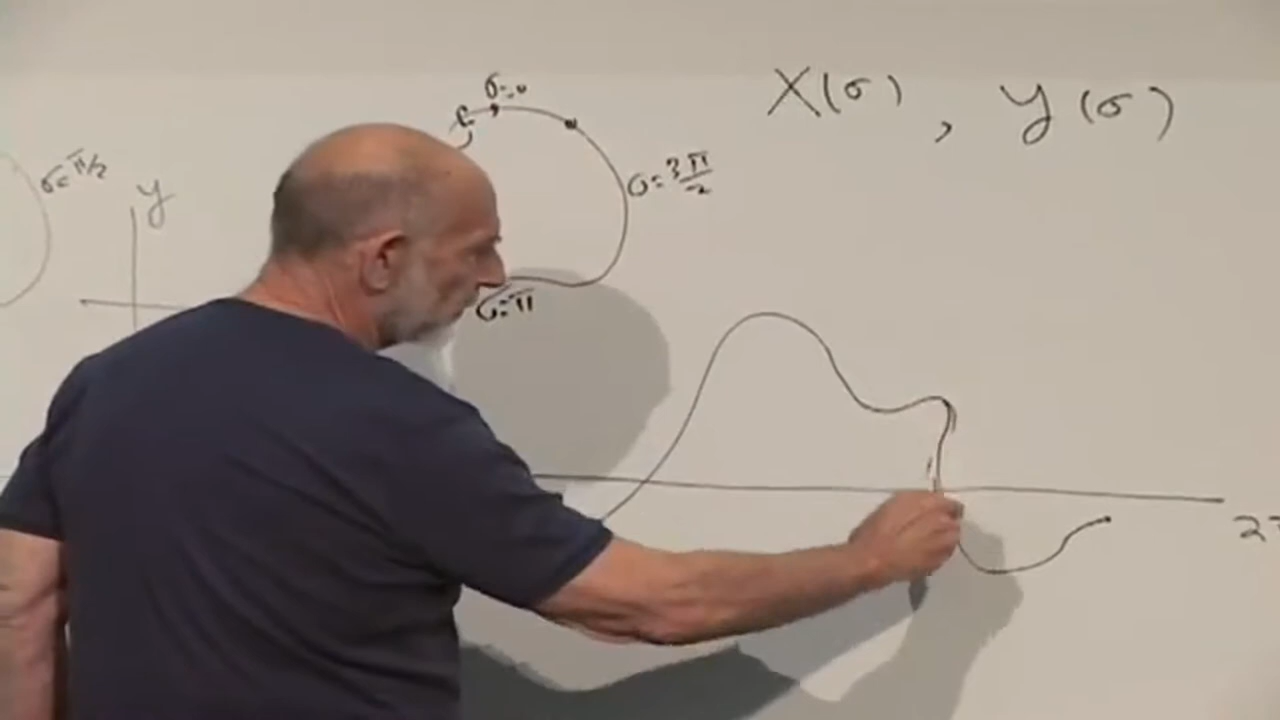 σ=0
X(σ) , Y(σ)
σ=π/2
y
σ=3π/2
σ=π